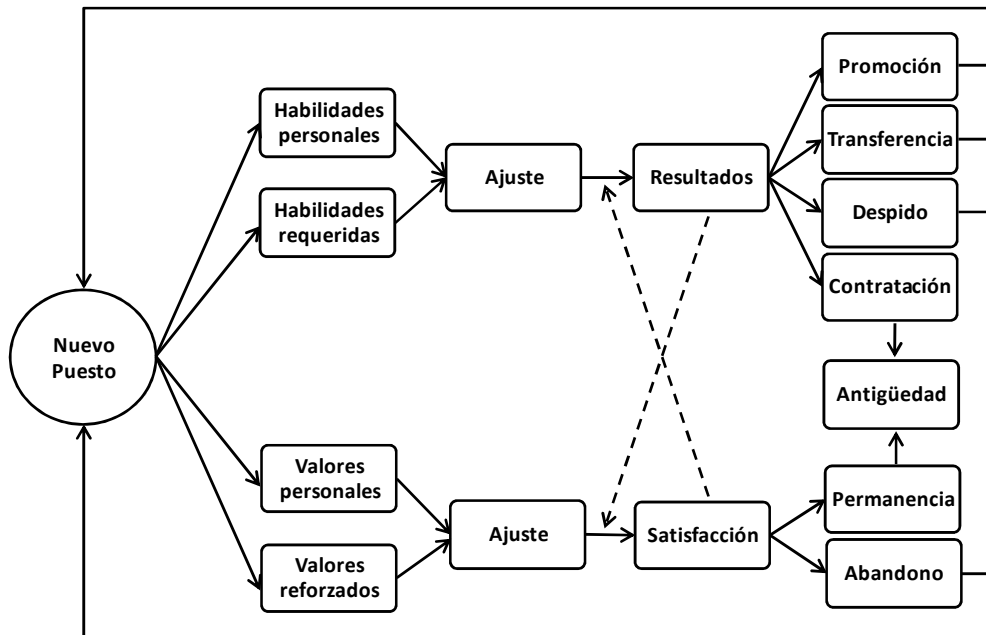 Promoción
Habilidades
personales
Transferencia
Ajuste
Resultados
Habilidades
requeridas
Despido
Contratación
Nuevo
Puesto
Antigüedad
Valores
personales
Permanencia
Ajuste
Satisfacción
Valores
reforzados
Abandono